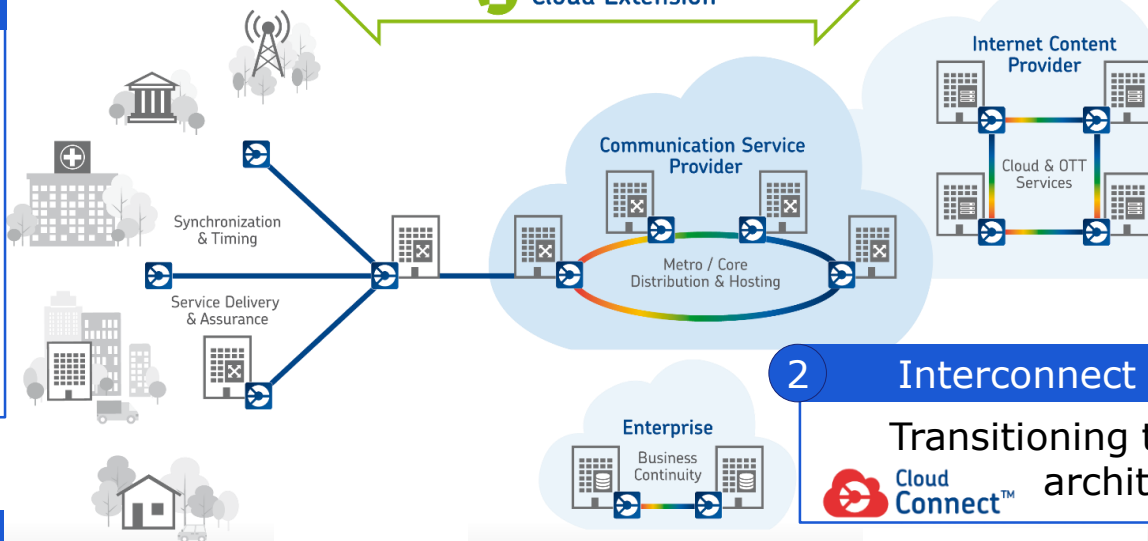 Cloud Extension
Internet Content
Provider
Communication Service
Provider
Cloud & OTT
Services
Synchronization
& Timing
Metro / Core
Distribution & Hosting
Service Delivery
& Assurance
2
Interconnect
Transitioning t
archit
Cloud
Connect™
Enterprise
Business
Continuity